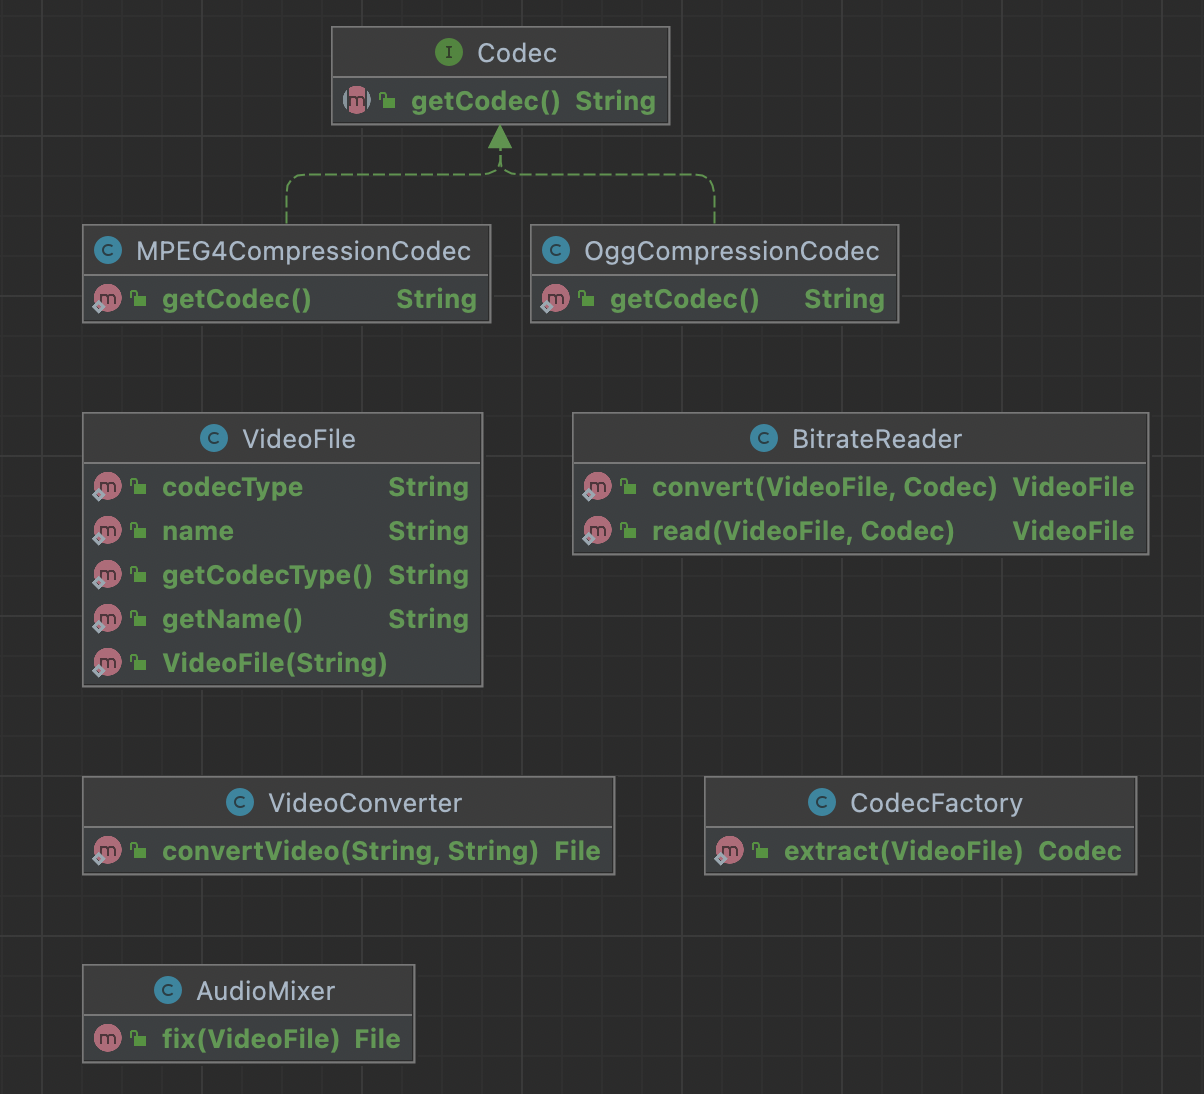 I Codec
m getCodec() String
C MPEG4CompressionCodec
m getCodec() String
C OggCompressionCodec
m getCodec() String
C VideoFile
m codecType String
m name String
m getCodecType() String
m getName() String
m VideoFile(String)
C BitrateReader
m convert(VideoFile, Codec) VideoFile
m read(VideoFile, Codec) VideoFile
C VideoConverter
m convertVideo(String, String) File
C CodecFactory
m extract(VideoFile) Codec
C AudioMixer
m fix(VideoFile) File